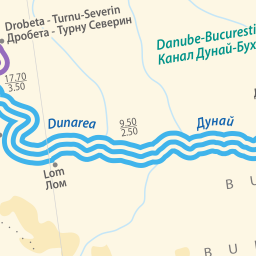 Drobeta - Turnu-Severin
Дробета - Турну Северин
Danube-Bucuresti
Канал Дунай-Бух
17.70
3.50
Dunarea
9.50
2.50
Дунай
Lom
Лом
B U
B U